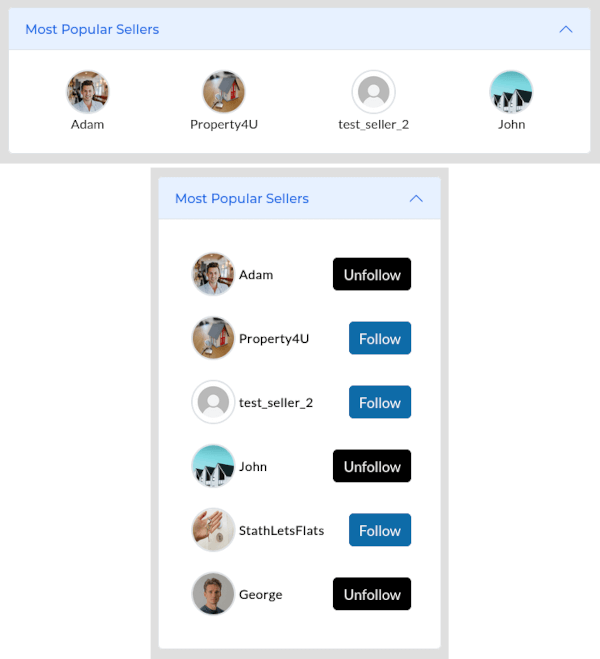 Most Popular Sellers
Adam Property4U test_seller_2 John
Most Popular Sellers
Adam Unfollow
Property4U Follow
test_seller_2 Follow
John Unfollow
StathLetsFlats Follow
George Unfollow